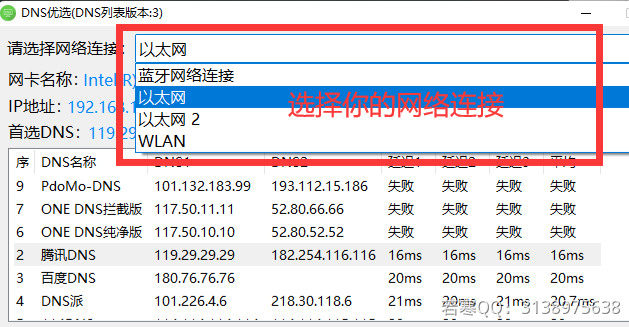 DNS优选(DNS列表版本:3)
请选择网络连接: 以太网
蓝牙网络连接
网卡名称: Intel(R)
以太网
选择你的网络连接
IP地址: 192.168.1
以太网 2
首选DNS: 119.29
WLAN
序 DNS名称 DNS1 DNS2 延迟1 延迟2 延迟3 平均
9 PdoMo-DNS 101.132.183.99 193.112.15.186 失败 失败 失败 失败
7 ONE DNS拦截版 117.50.11.11 52.80.66.66 失败 失败 失败 失败
6 ONE DNS纯净版 117.50.10.10 52.80.52.52 失败 失败 失败 失败
2 腾讯DNS 119.29.29.29 182.254.116.116 16ms 16ms 16ms 16ms
3 百度DNS 180.76.76.76 20ms 20ms 20ms 20ms
4 DNS派 101.226.4.6 218.30.118.6 21ms 20ms 21ms 20.7ms
若寒QQ: 3138975638